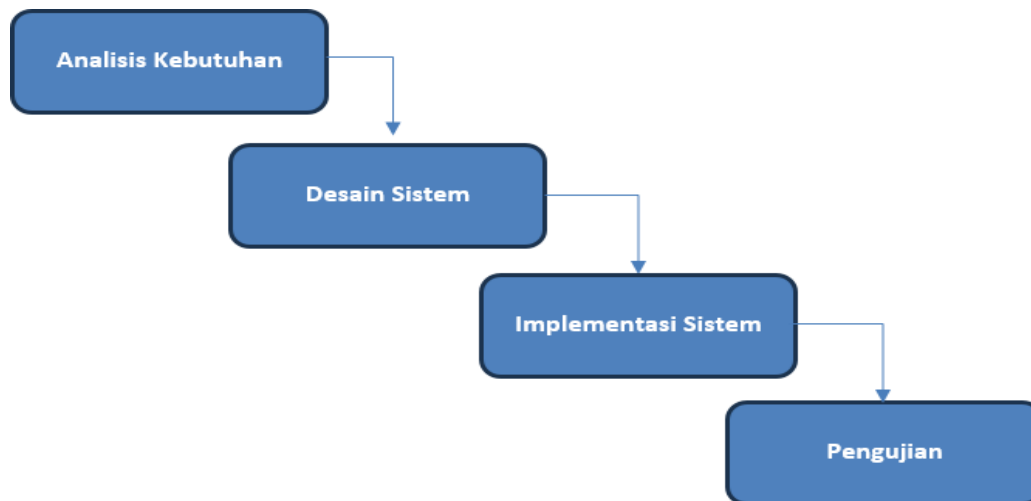 Analisis Kebutuhan
Desain Sistem
Implementasi Sistem
Pengujian